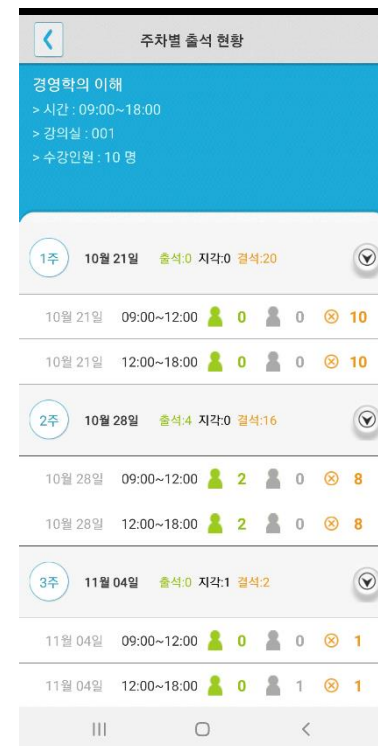 주차별 출석 현황
경영학의 이해
> 시간 : 09:00~18:00
> 강의실 : 001
> 수강인원 : 10 명
1주 10월 21일 출석:0 지각:0 결석:20
10월 21일 09:00~12:00 0 0 10
10월 21일 12:00~18:00 0 0 10
2주 10월 28일 출석:4 지각:0 결석:16
10월 28일 09:00~12:00 2 0 8
10월 28일 12:00~18:00 2 0 8
3주 11월 04일 출석:0 지각:1 결석:2
11월 04일 09:00~12:00 0 0 1
11월 04일 12:00~18:00 0 1 1